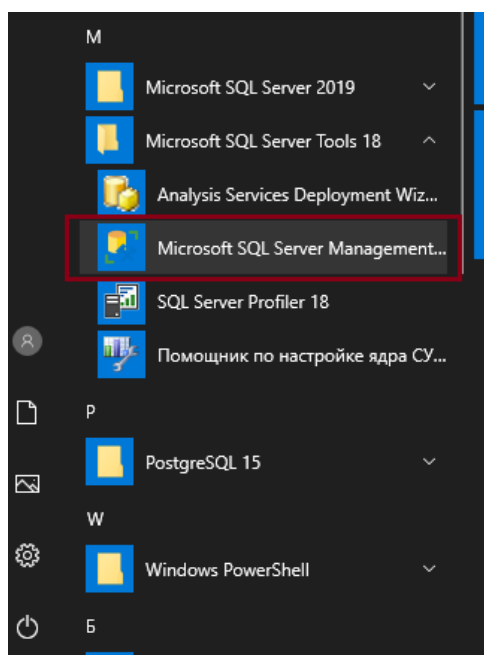 M
Microsoft SQL Server 2019
Microsoft SQL Server Tools 18
Analysis Services Deployment Wiz...
Microsoft SQL Server Management...
SQL Server Profiler 18
Помощник по настройке ядра СУ...
P
PostgreSQL 15
W
Windows PowerShell
Б